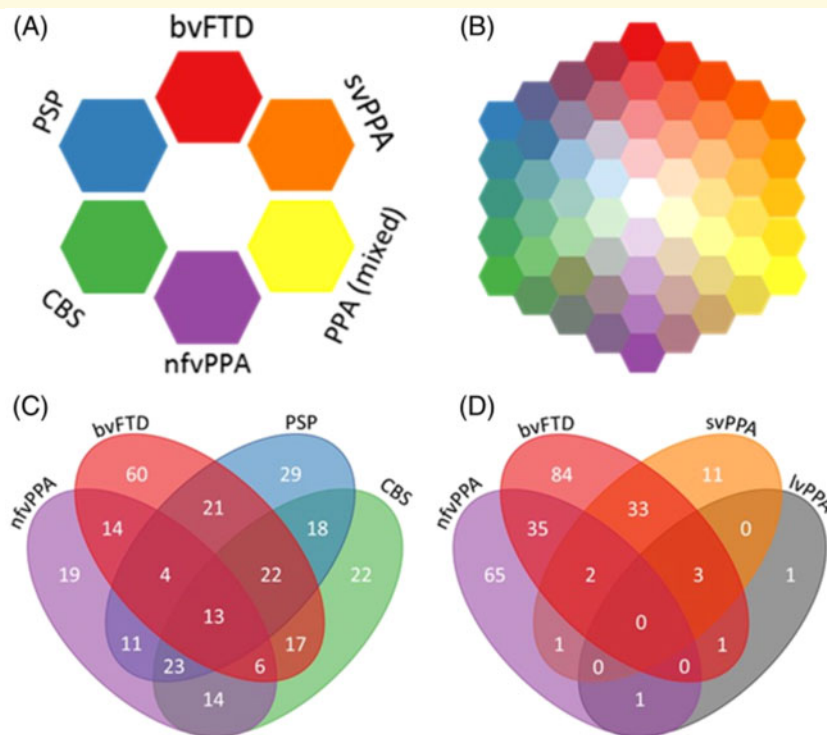 (A)
bvFTD
PSP
svPPA
CBS
PPA (mixed)
nfvPPA
(B)
(C)
bvFTD
PSP
nfvPPA
CBS
60
29
14
21
18
19
4
22
22
13
11
17
23
6
14
(D)
bvFTD
svPPA
nfvPPA
lvPPA
84
11
35
33
0
65
2
3
1
0
1
1
0
0
1